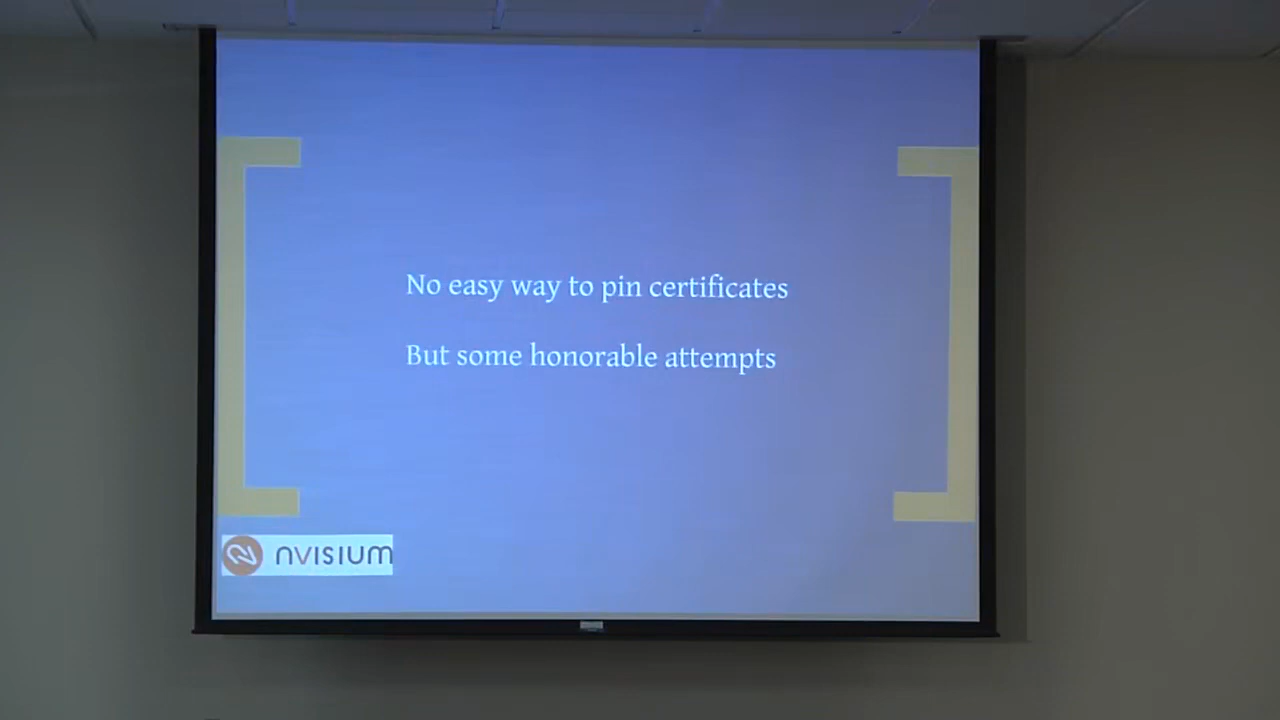 No easy way to pin certificates
But some honorable attempts
nVISIUM